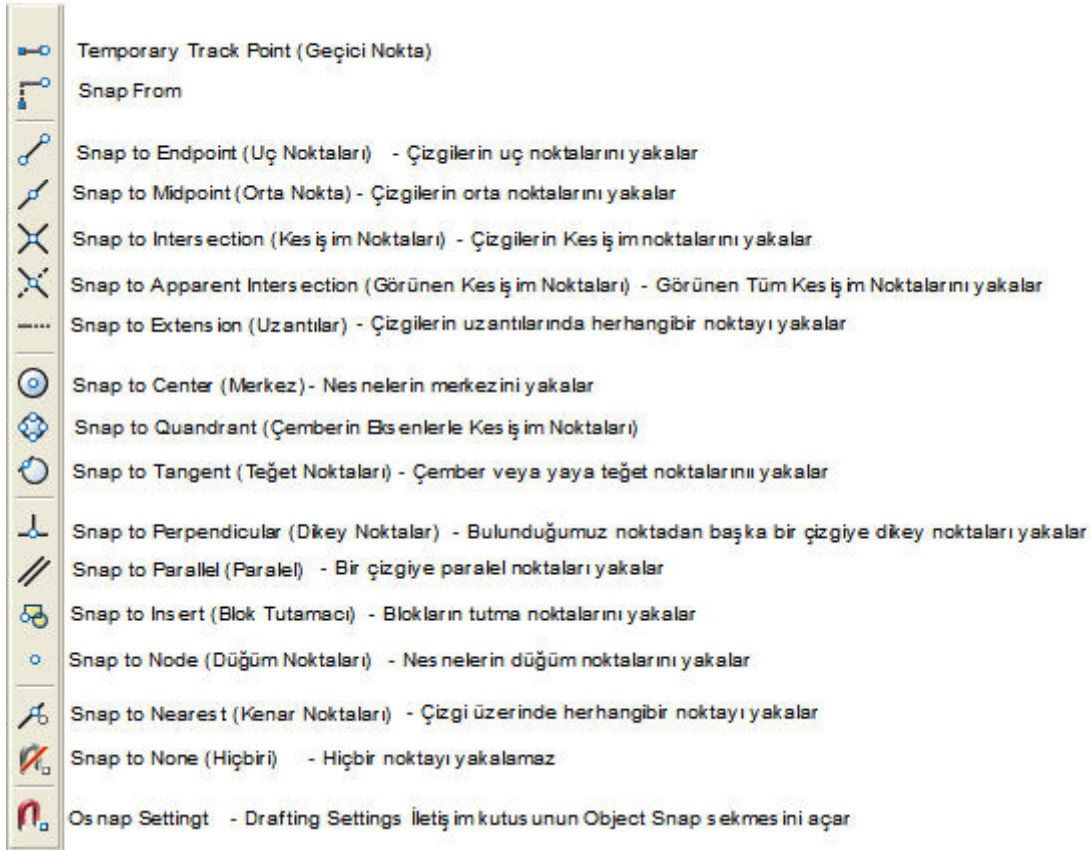 Temporary Track Point (Geçici Nokta)
Snap From
Snap to Endpoint (Uç Noktaları) - Çizgilerin uç noktalarını yakalar
Snap to Midpoint (Orta Nokta) - Çizgilerin orta noktalarını yakalar
Snap to Intersection (Kesişim Noktaları) - Çizgilerin Kesişim noktalarını yakalar
Snap to Apparent Intersection (Görünen Kesişim Noktaları) - Görünen Tüm Kesişim Noktalarını yakalar
Snap to Extension (Uzantılar) - Çizgilerin uzantılarında herhangibir noktayı yakalar
Snap to Center (Merkez) - Nesnelerin merkezini yakalar
Snap to Quandrant (Çemberin Eksenlerle Kesişim Noktaları)
Snap to Tangent (Teğet Noktaları) - Çember veya yaya teğet noktalarınıı yakalar
Snap to Perpendicular (Dikey Noktalar) - Bulunduğumuz noktadan başka bir çizgiye dikey noktaları yakalar
Snap to Parallel (Paralel) - Bir çizgiye paralel noktaları yakalar
Snap to Insert (Blok Tutamacı) - Blokların tutma noktalarını yakalar
Snap to Node (Düğüm Noktaları) - Nesnelerin düğüm noktalarını yakalar
Snap to Nearest (Kenar Noktaları) - Çizgi üzerinde herhangibir noktayı yakalar
Snap to None (Hiçbiri) - Hiçbir noktayı yakalamaz
Osnap Settingt - Drafting Settings İletişim kutusunun Object Snap sekmesini açar